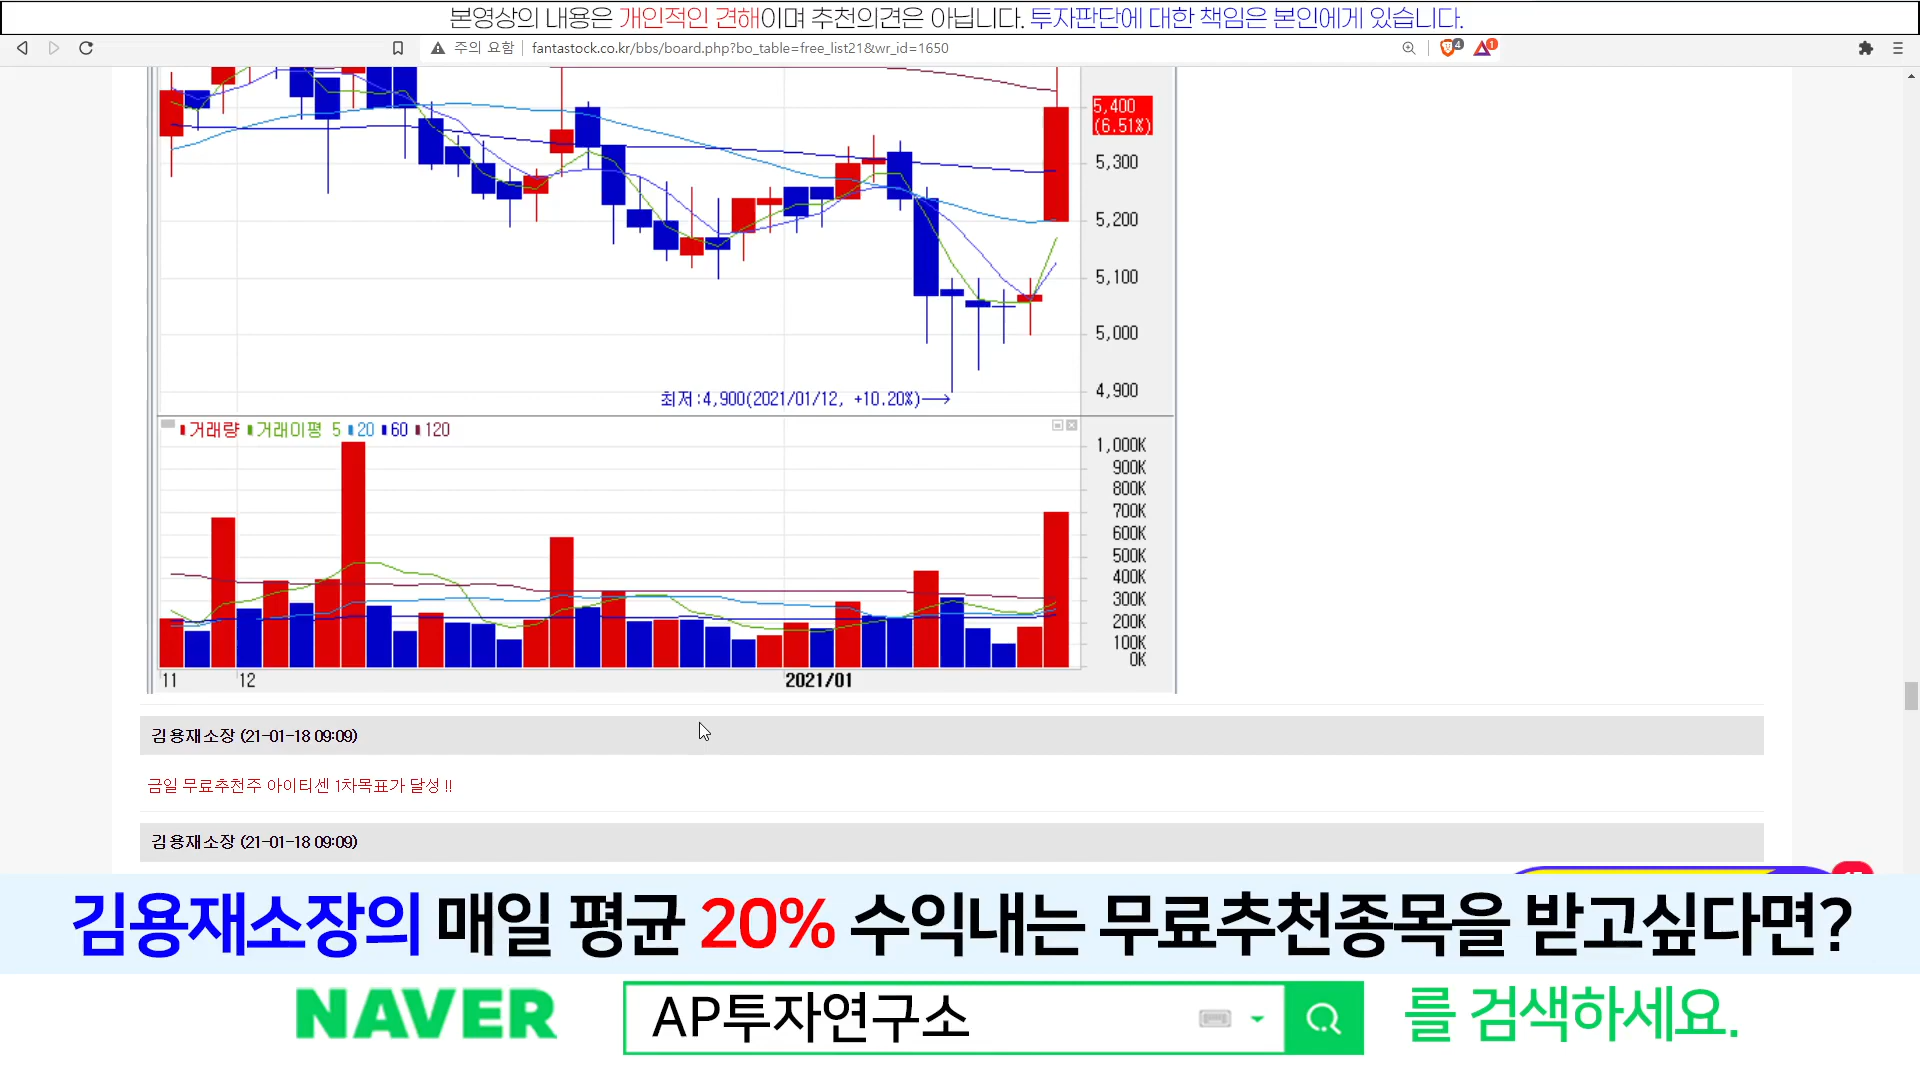 본영상의 내용은 개인적인 견해이며 추천의견은 아닙니다. 투자판단에 대한 책임은 본인에게 있습니다.
주의 요함 fantastock.co.kr/bbs/board.php?bo_table=free_list21&wr_id=1650
4
1
5,400
(6.51%)
5,300
5,200
5,100
5,000
4,900
최저:4,900(2021/01/12, +10.20%)
거래량 거래이평 5 20 60 120
1,000K
900K
800K
700K
600K
500K
400K
300K
200K
100K
0K
11 12 2021/01
김용재소장 (21-01-18 09:09)
금일 무료추천주 아이티센 1차목표가 달성 !!
김용재소장 (21-01-18 09:09)
김용재소장의 매일 평균 20% 수익내는 무료추천종목을 받고싶다면?
NAVER AP투자연구소 를 검색하세요.